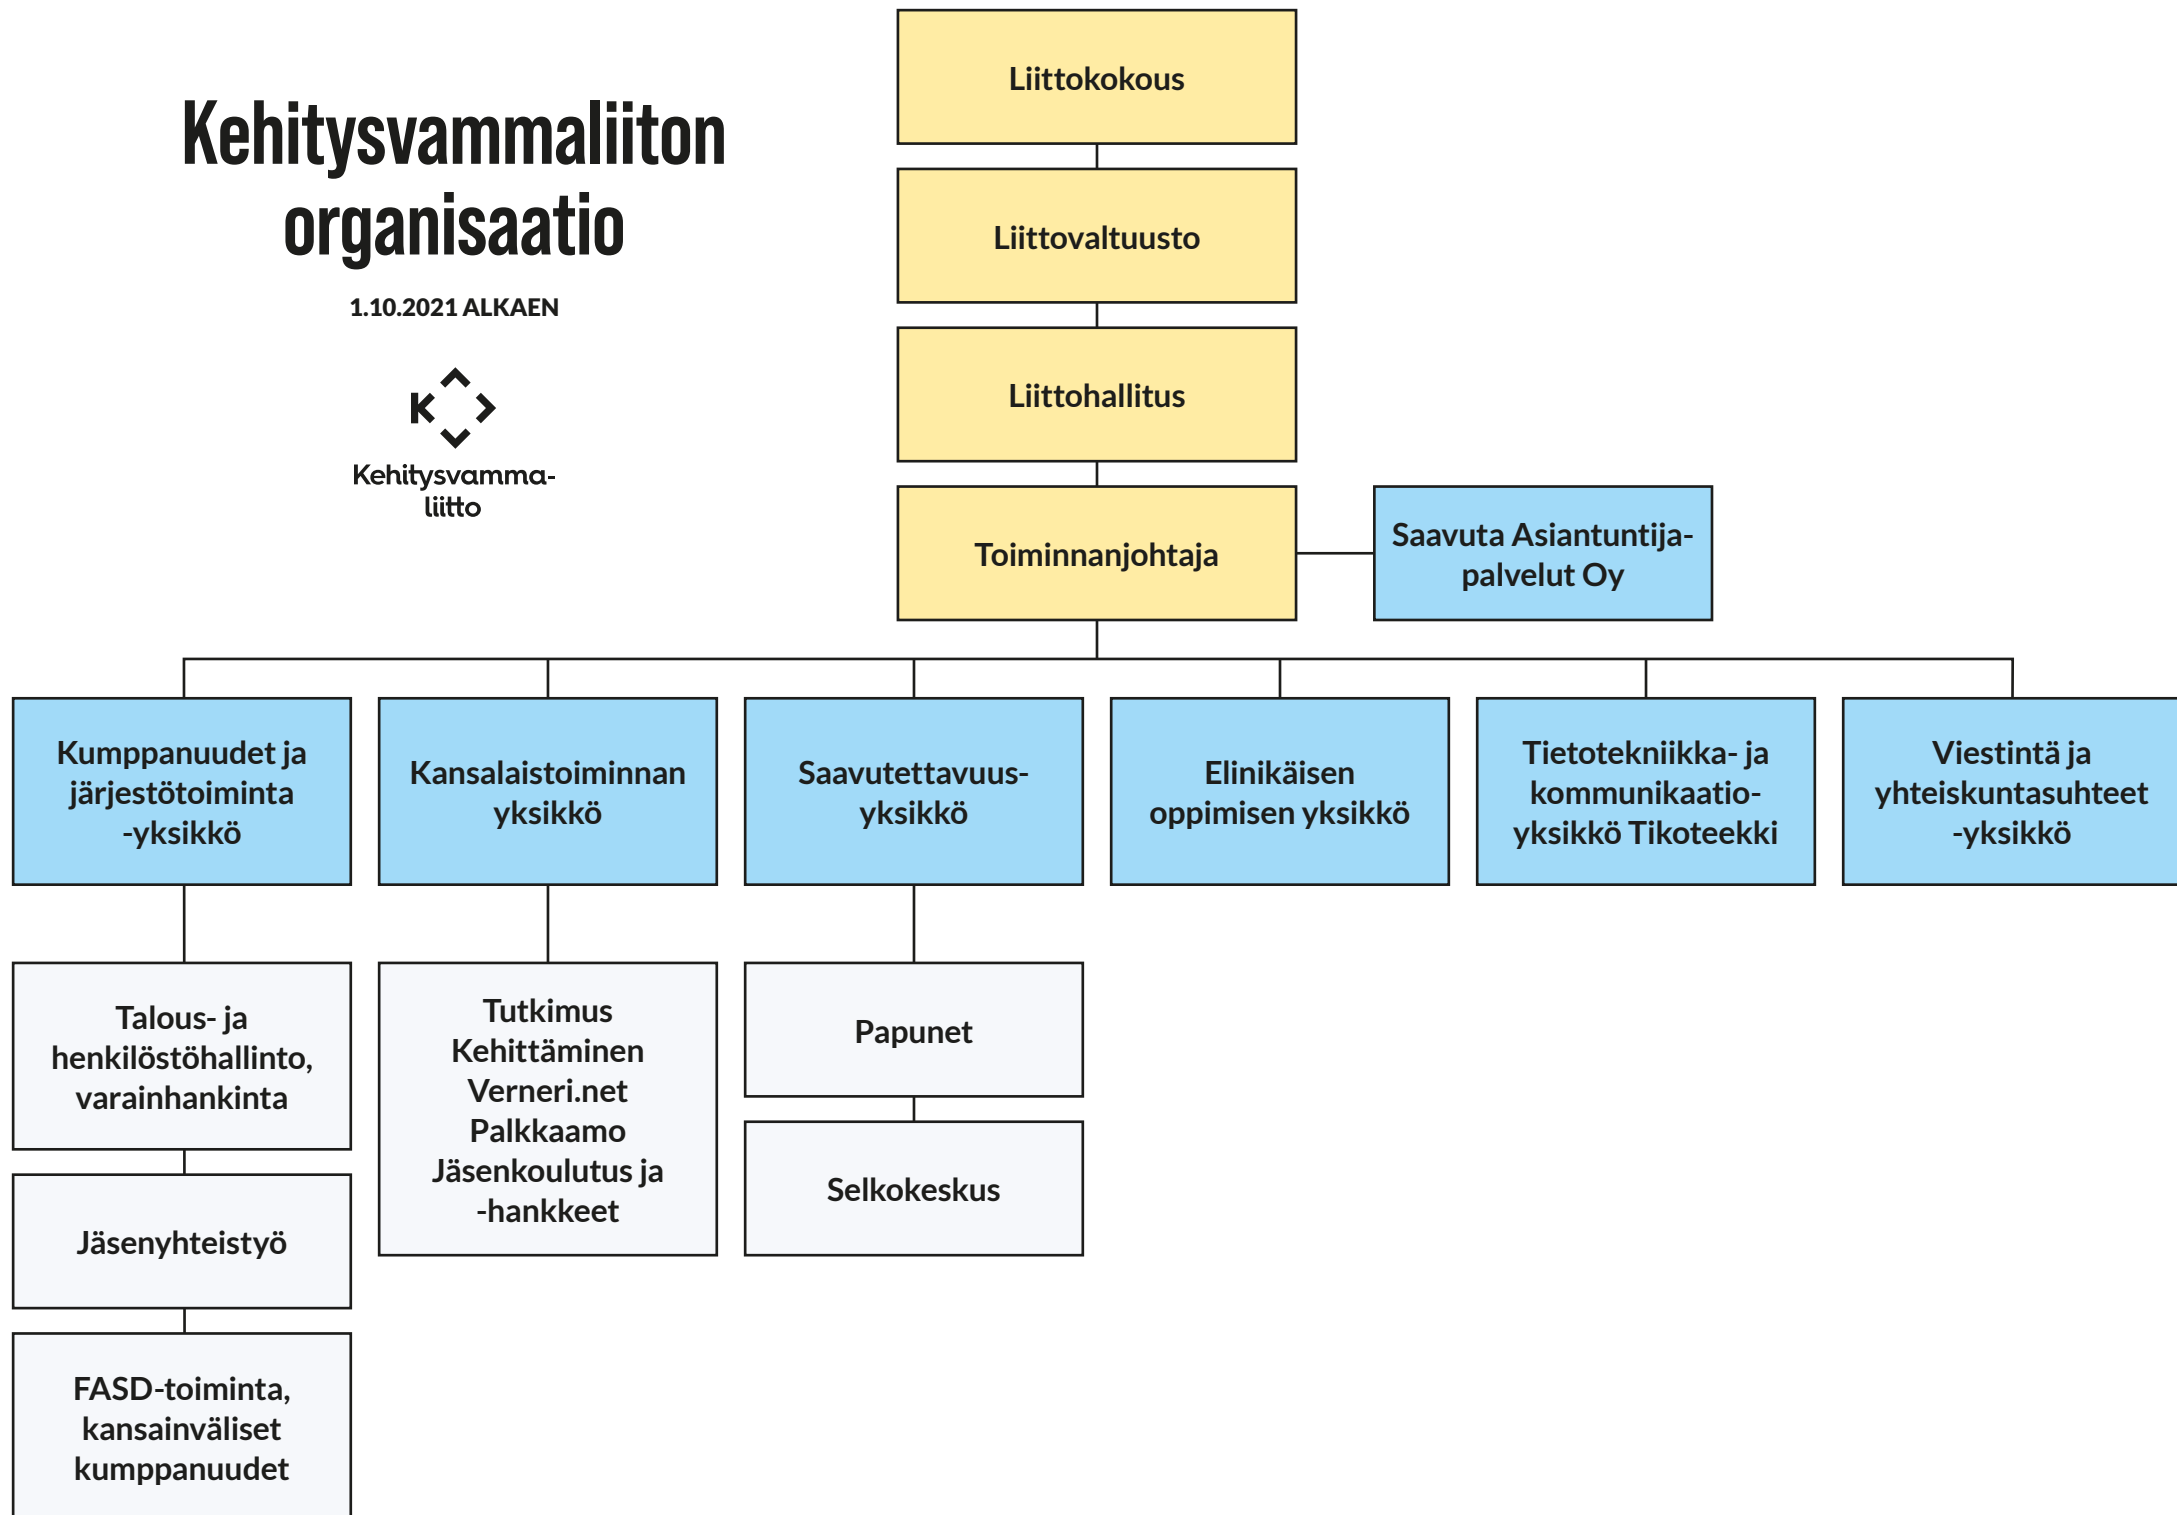 Kehitysvammaliiton
organisaatio
1.10.2021 ALKAEN
Kehitysvamma-
liitto
Liittokokous
Liittovaltuusto
Liittohallitus
Toiminnanjohtaja
Saavuta Asiantuntija-
palvelut Oy
Kumppanuudet ja
järjestötoiminta
-yksikkö
Kansalaistoiminnan
yksikkö
Saavutettavuus-
yksikkö
Elinikäisen
oppimisen yksikkö
Tietotekniikka- ja
kommunikaatio-
yksikkö Tikoteekki
Viestintä ja
yhteiskuntasuhteet
-yksikkö
Talous- ja
henkilöstöhallinto,
varainhankinta
Jäsenyhteistyö
FASD-toiminta,
kansainväliset
kumppanuudet
Tutkimus
Kehittäminen
Verneri.net
Palkkaamo
Jäsenkoulutus ja
-hankkeet
Papunet
Selkokeskus